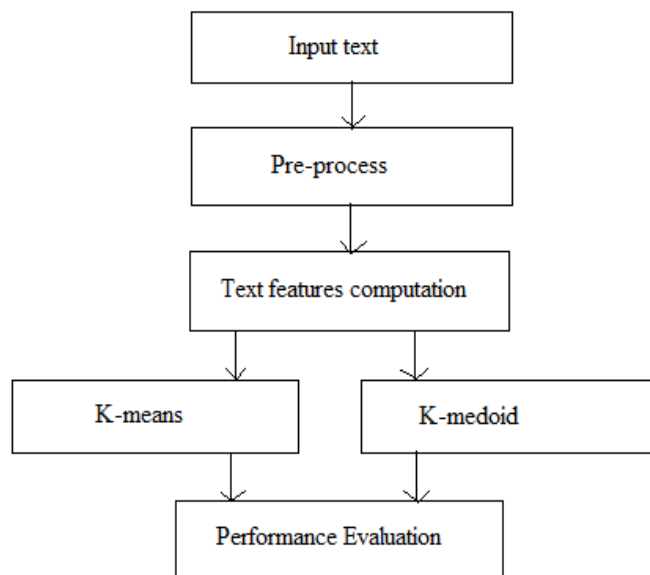 Input text
Pre-process
Text features computation
K-means
K-medoid
Performance Evaluation